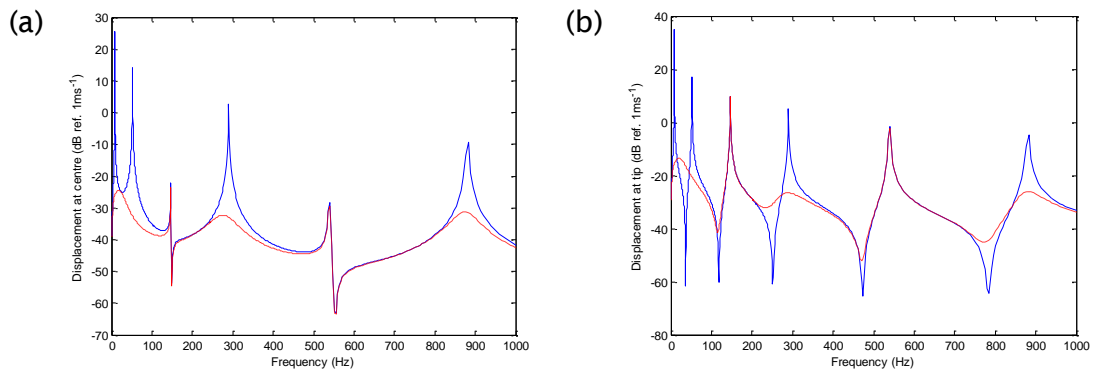 (a)
30
20
10
0
-10
-20
-30
-40
-50
-60
-70
Displacement at centre (dB ref. 1ms⁻¹)
0 100 200 300 400 500 600 700 800 900 1000
Frequency (Hz)
(b)
40
20
0
-20
-40
-60
-80
Displacement at tip (dB ref. 1ms⁻¹)
0 100 200 300 400 500 600 700 800 900 1000
Frequency (Hz)